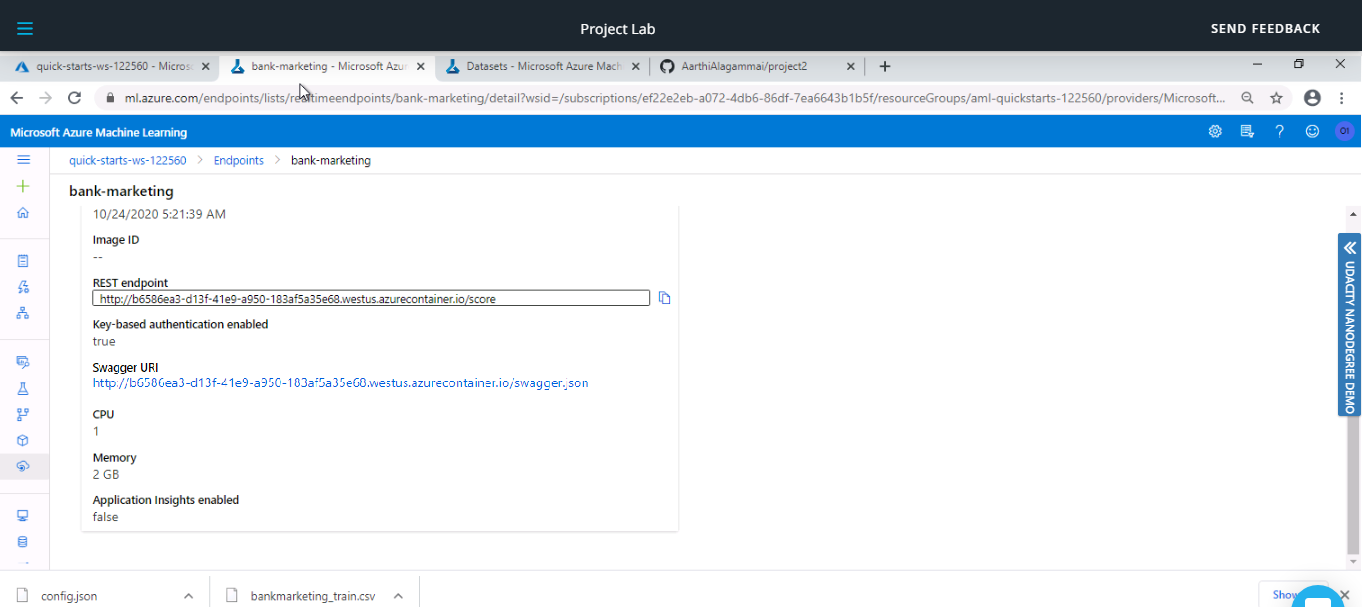 Project Lab
SEND FEEDBACK
quick-starts-ws-122560 - Micros
bank-marketing - Microsoft Azur
Datasets - Microsoft Azure Mach
AarthiAlagammai/project2
ml.azure.com/endpoints/lists/realtimeendpoints/bank-marketing/detail?wsid=/subscriptions/ef22e2eb-a072-4db6-86df-7ea6643b1b5f/resourceGroups/aml-quickstarts-122560/providers/Microsoft...
Microsoft Azure Machine Learning
01
quick-starts-ws-122560 > Endpoints > bank-marketing
bank-marketing
10/24/2020 5:21:39 AM
Image ID
--
REST endpoint
http://b6586ea3-d13f-41e9-a950-183af5a35e68.westus.azurecontainer.io/score
Key-based authentication enabled
true
Swagger URI
http://b6586ea3-d13f-41e9-a950-183af5a35e68.westus.azurecontainer.io/swagger.json
CPU
1
Memory
2 GB
Application Insights enabled
false
UDACITY NANODEGREE DEMO
config.json
bankmarketing_train.csv
Show